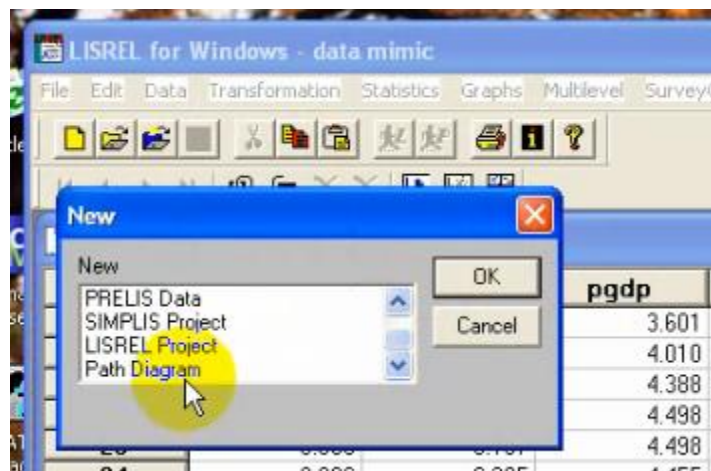 LISREL for Windows - data mimic
File Edit Data Transformation Statistics Graphs Multilevel
New
New
PRELIS Data
SIMPLIS Project
LISREL Project
Path Diagram
OK
Cancel
pgdp
3.601
4.010
4.388
4.498
4.498